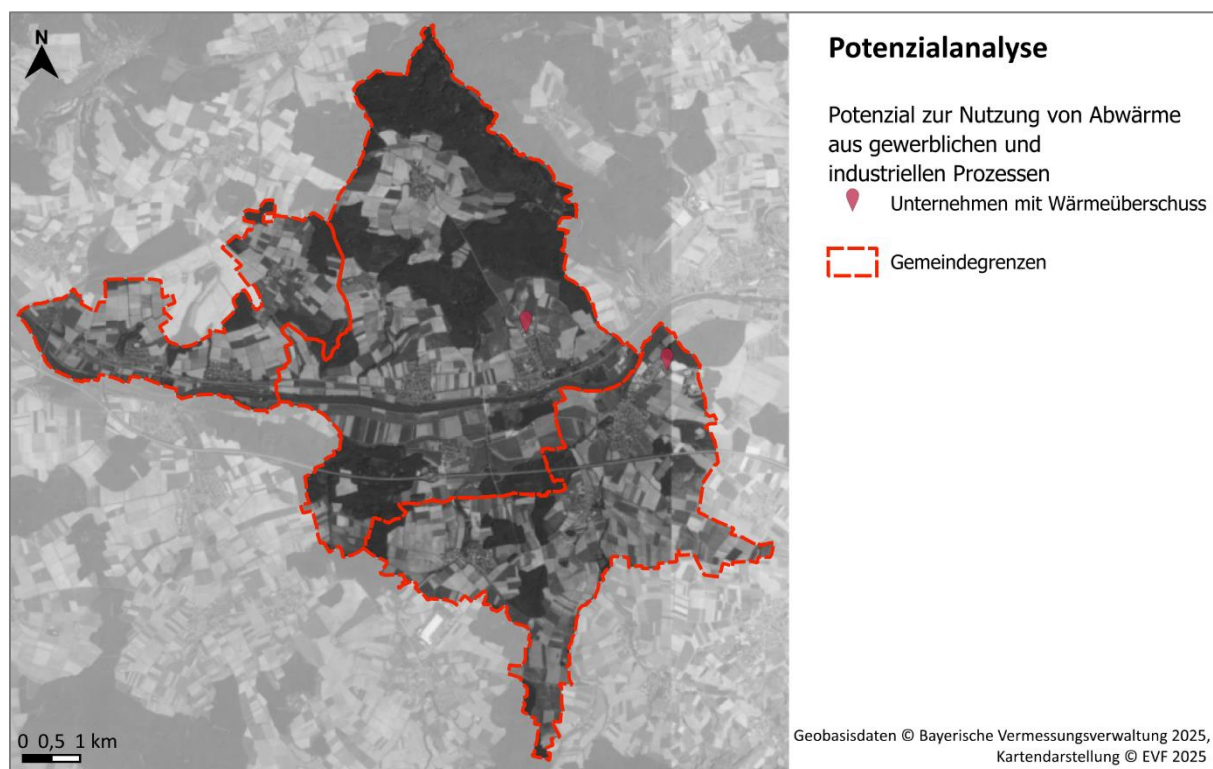 N
Potenzialanalyse
Potenzial zur Nutzung von Abwärme
aus gewerblichen und
industriellen Prozessen
Unternehmen mit Wärmeüberschuss
Gemeindegrenzen
0 0,5 1 km
Geobasisdaten © Bayerische Vermessungsverwaltung 2025,
Kartendarstellung © EVF 2025